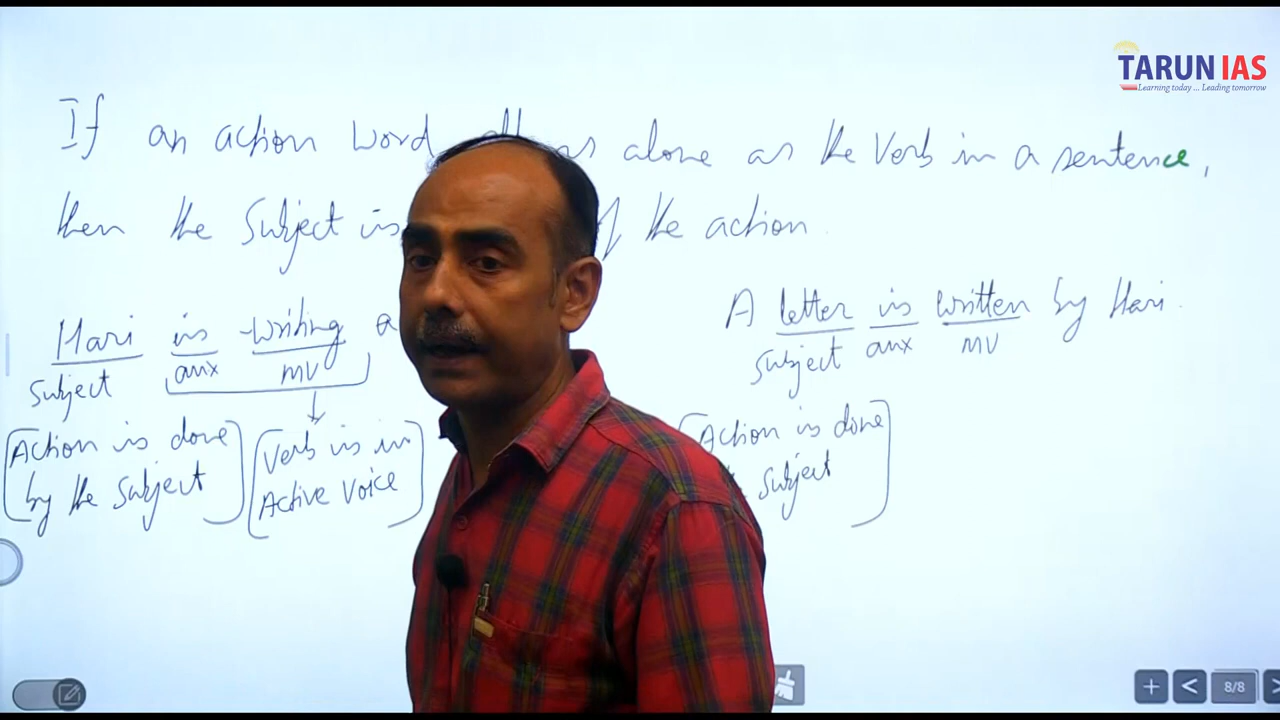 TARUN IAS
Learning today ... Leading tomorrow
If an action word alone as the verb in a sentence,
then the subject is of the action.
Hari is writing a
subject aux mv
A letter is written by Hari.
subject aux mv
Action is done
by the subject
Verb is in
Active voice
Action is done
subject
8/8